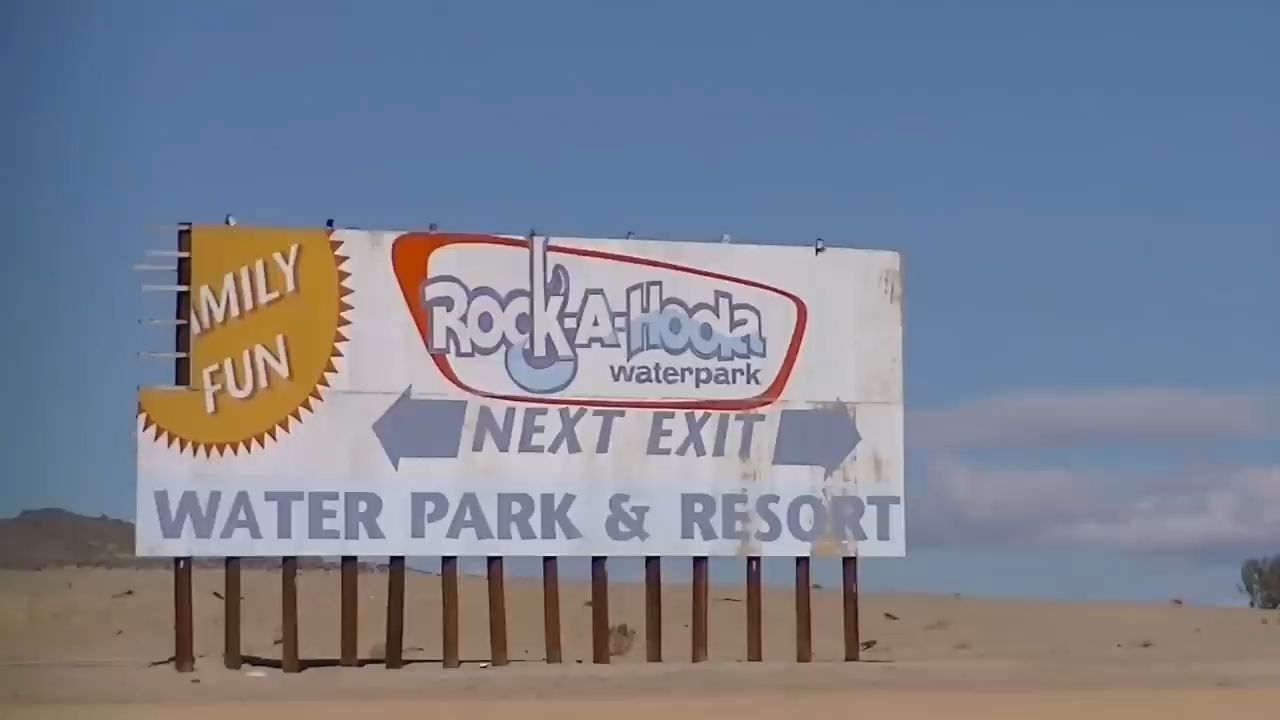 AMILY
FUN
Rock-A-Hoola
waterpark
NEXT EXIT
WATER PARK & RESORT